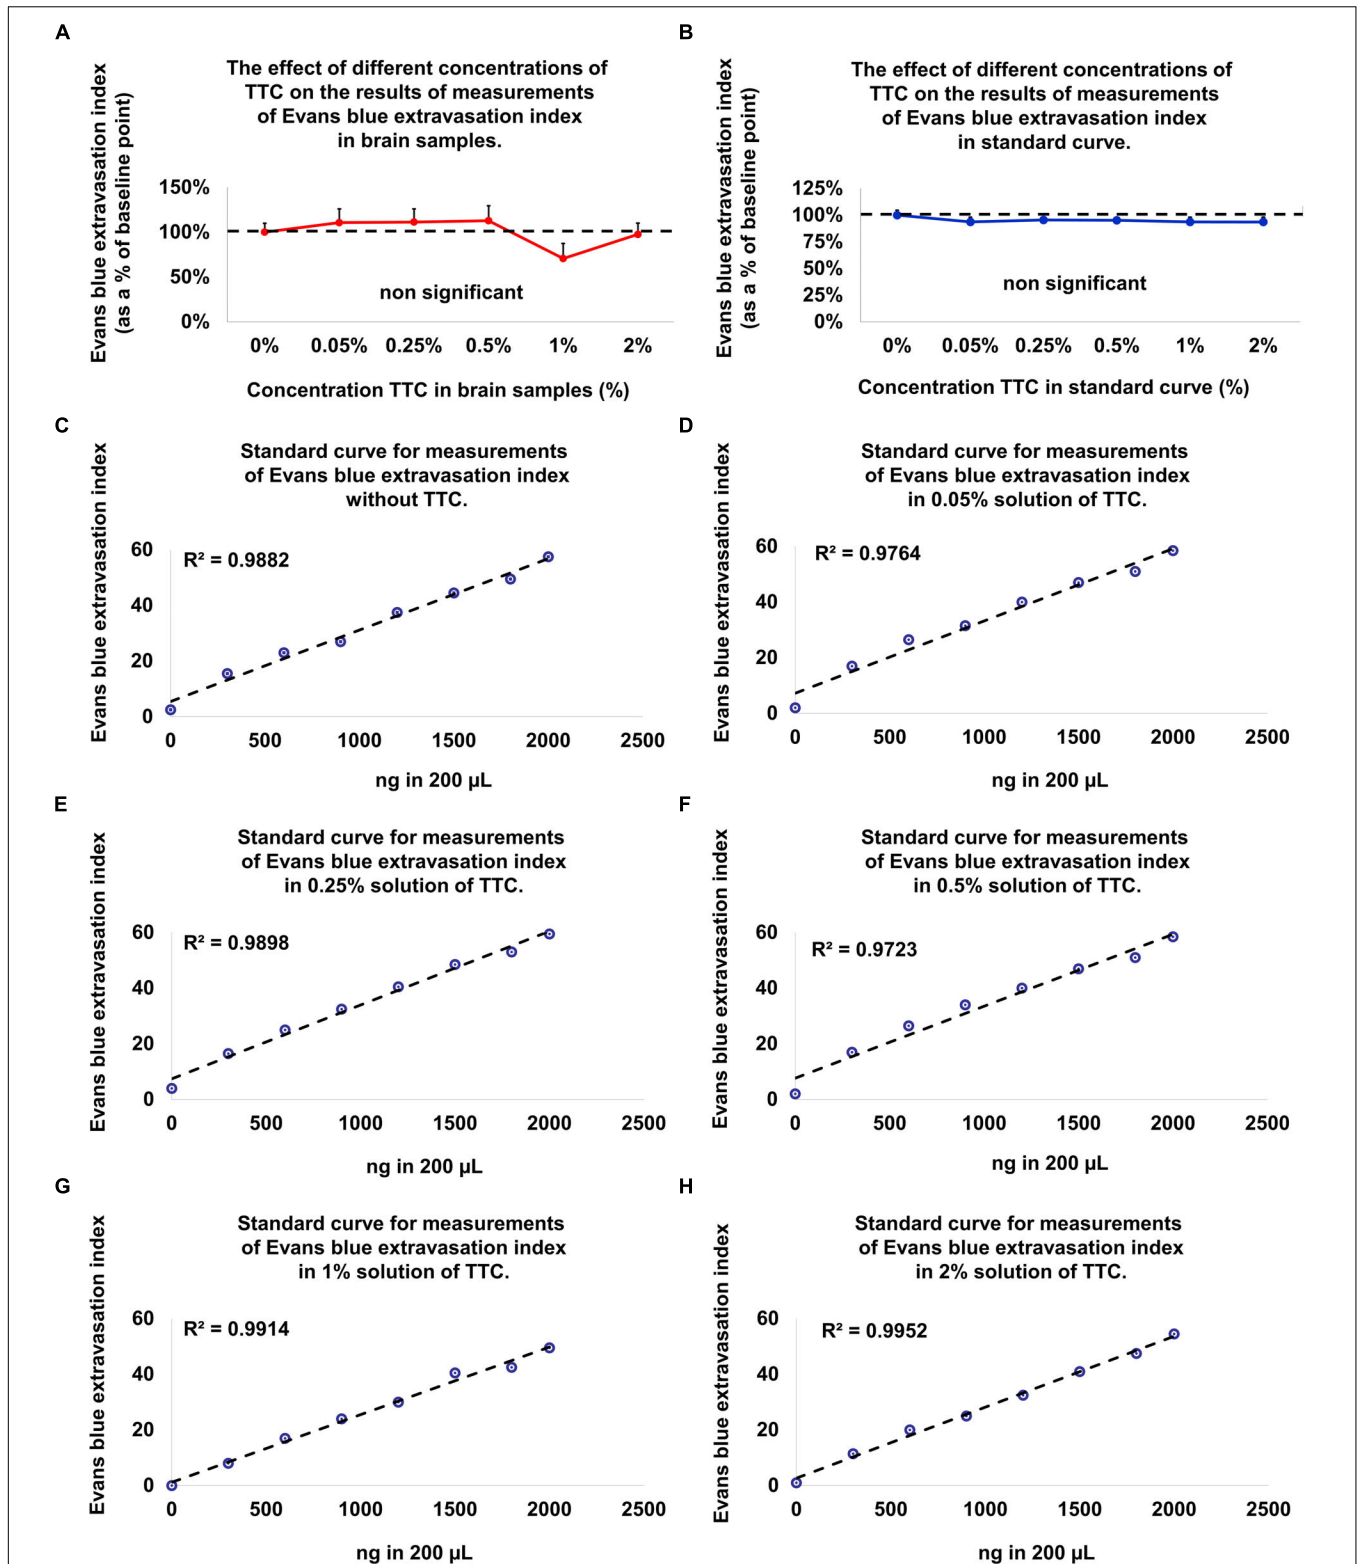 A
The effect of different concentrations of
TTC on the results of measurements
of Evans blue extravasation index
in brain samples.
Evans blue extravasation index
(as a % of baseline point)
150%
100%
50%
0%
non significant
0% 0.05% 0.25% 0.5% 1% 2%
Concentration TTC in brain samples (%)
B
The effect of different concentrations of
TTC on the results of measurements
of Evans blue extravasation index
in standard curve.
Evans blue extravasation index
(as a % of baseline point)
125%
100%
75%
50%
25%
0%
non significant
0% 0.05% 0.25% 0.5% 1% 2%
Concentration TTC in standard curve (%)
C
Standard curve for measurements
of Evans blue extravasation index
without TTC.
Evans blue extravasation index
R² = 0.9882
60
40
20
0
0 500 1000 1500 2000 2500
ng in 200 µL
D
Standard curve for measurements
of Evans blue extravasation index
in 0.05% solution of TTC.
Evans blue extravasation index
R² = 0.9764
60
40
20
0
0 500 1000 1500 2000 2500
ng in 200 µL
E
Standard curve for measurements
of Evans blue extravasation index
in 0.25% solution of TTC.
Evans blue extravasation index
R² = 0.9898
60
40
20
0
0 500 1000 1500 2000 2500
ng in 200 µL
F
Standard curve for measurements
of Evans blue extravasation index
in 0.5% solution of TTC.
Evans blue extravasation index
R² = 0.9723
60
40
20
0
0 500 1000 1500 2000 2500
ng in 200 µL
G
Standard curve for measurements
of Evans blue extravasation index
in 1% solution of TTC.
Evans blue extravasation index
R² = 0.9914
60
40
20
0
0 500 1000 1500 2000 2500
ng in 200 µL
H
Standard curve for measurements
of Evans blue extravasation index
in 2% solution of TTC.
Evans blue extravasation index
R² = 0.9952
60
40
20
0
0 500 1000 1500 2000 2500
ng in 200 µL